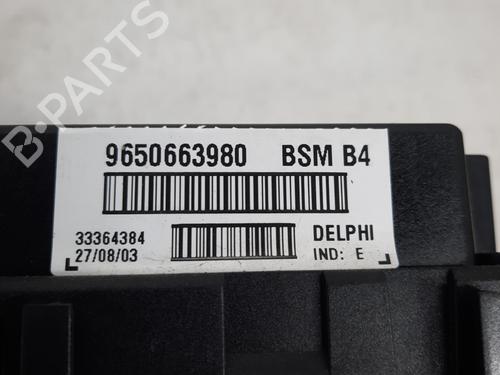 B-PARTS
9650663980 BSM B4
33364384 DELPHI
27/08/03 IND: E